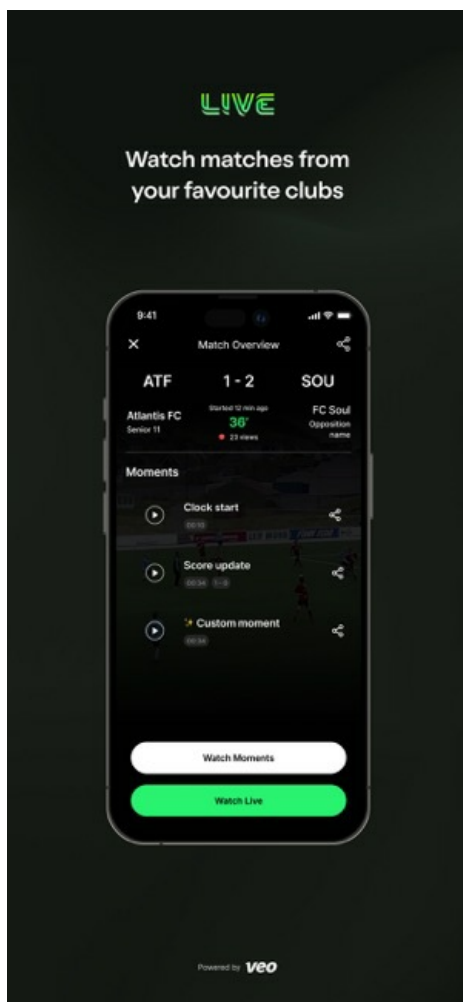 LIVE
Watch matches from
your favourite clubs
9:41
Match Overview
ATF 1 - 2 SOU
Atlantis FC Started 12 min ago FC Soul
Senior 11 36' Opposition
23 views name
Moments
Clock start
00:10
Score update
00:34 1-0
✨ Custom moment
00:34
Watch Moments
Watch Live
Powered by veo